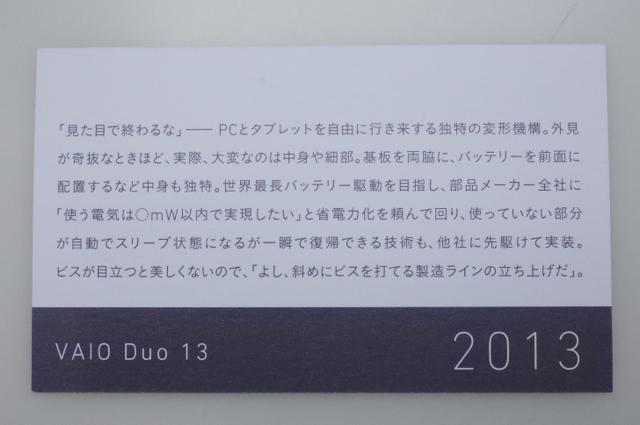 「見た目で終わるな」── PCとタブレットを自由に行き来する独特の変形機構。外見
が奇抜なときほど、実際、大変なのは中身や細部。基板を両脇に、バッテリーを前面に
配置するなど中身も独特。世界最長バッテリー駆動を目指し、部品メーカー全社に
「使う電気は○mW以内で実現したい」と省電力化を頼んで回り、使っていない部分
が自動でスリープ状態になるが一瞬で復帰できる技術も、他社に先駆けて実装。
ビスが目立つと美しくないので、「よし、斜めにビスを打てる製造ラインの立ち上げだ」。
VAIO Duo 13
2013